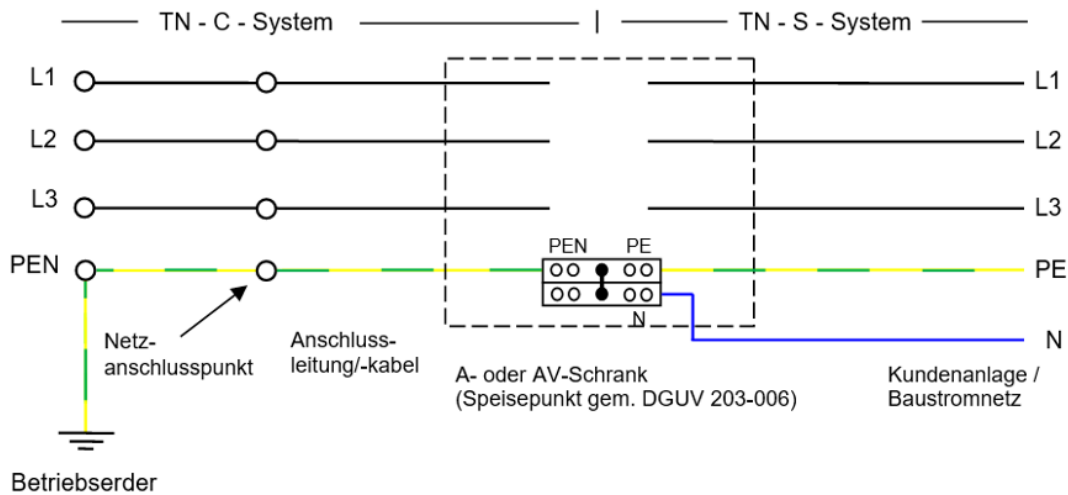 TN - C - System
TN - S - System
L1
L1
L2
L2
L3
L3
PEN
PEN
PE
PE
N
N
Netz-
anschlusspunkt
Anschluss-
leitung/-kabel
A- oder AV-Schrank
(Speisepunkt gem. DGUV 203-006)
Kundenanlage /
Baustromnetz
Betriebserder